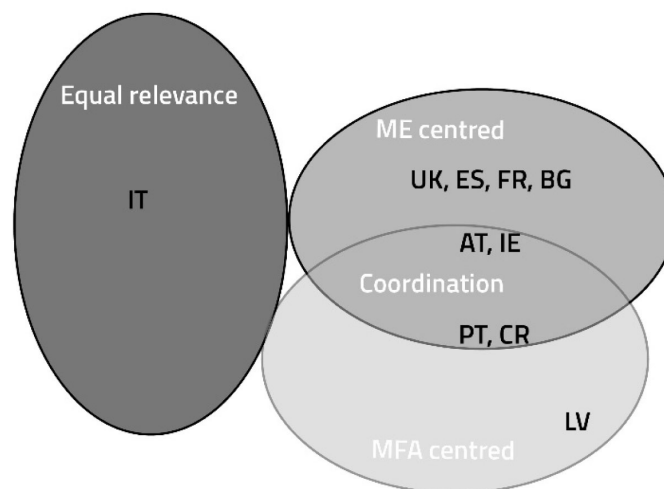 Equal relevance
IT
ME centred
UK, ES, FR, BG
AT, IE
Coordination
PT, CR
LV
MFA centred